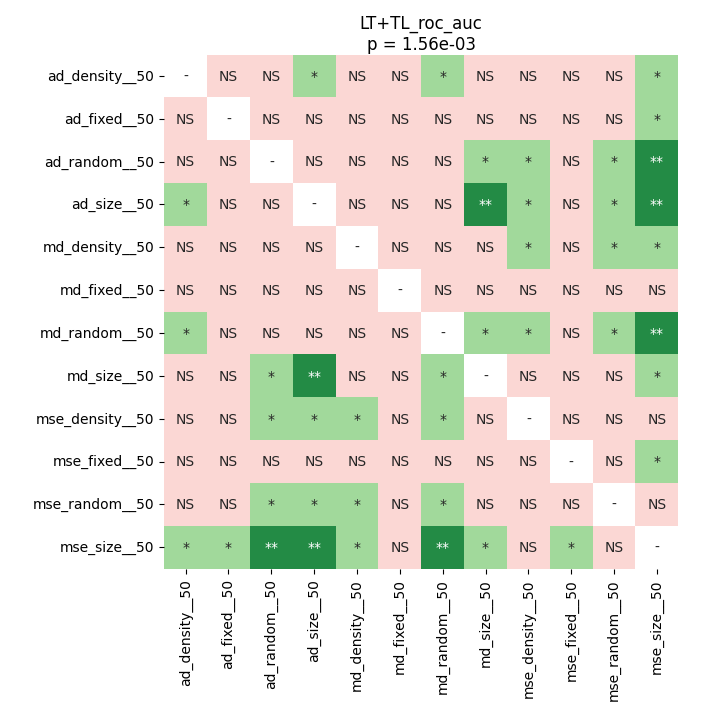 LT+TL_roc_auc
p = 1.56e-03
ad_density__50 - NS NS * NS NS * NS NS NS NS *
ad_fixed__50 NS - NS NS NS NS NS NS NS NS NS *
ad_random__50 NS NS - NS NS NS NS * * NS * **
ad_size__50 * NS NS - NS NS NS ** * NS * **
md_density__50 NS NS NS NS - NS NS NS * NS * *
md_fixed__50 NS NS NS NS NS - NS NS NS NS NS NS
md_random__50 * NS NS NS NS NS - * * NS * **
md_size__50 NS NS * ** NS NS * - NS NS NS *
mse_density__50 NS NS * * * NS * NS - NS NS NS
mse_fixed__50 NS NS NS NS NS NS NS NS NS - NS *
mse_random__50 NS NS * * * NS * NS NS NS - NS
mse_size__50 * * ** ** * NS ** * NS * NS -
ad_density__50 ad_fixed__50 ad_random__50 ad_size__50 md_density__50 md_fixed__50 md_random__50 md_size__50 mse_density__50 mse_fixed__50 mse_random__50 mse_size__50